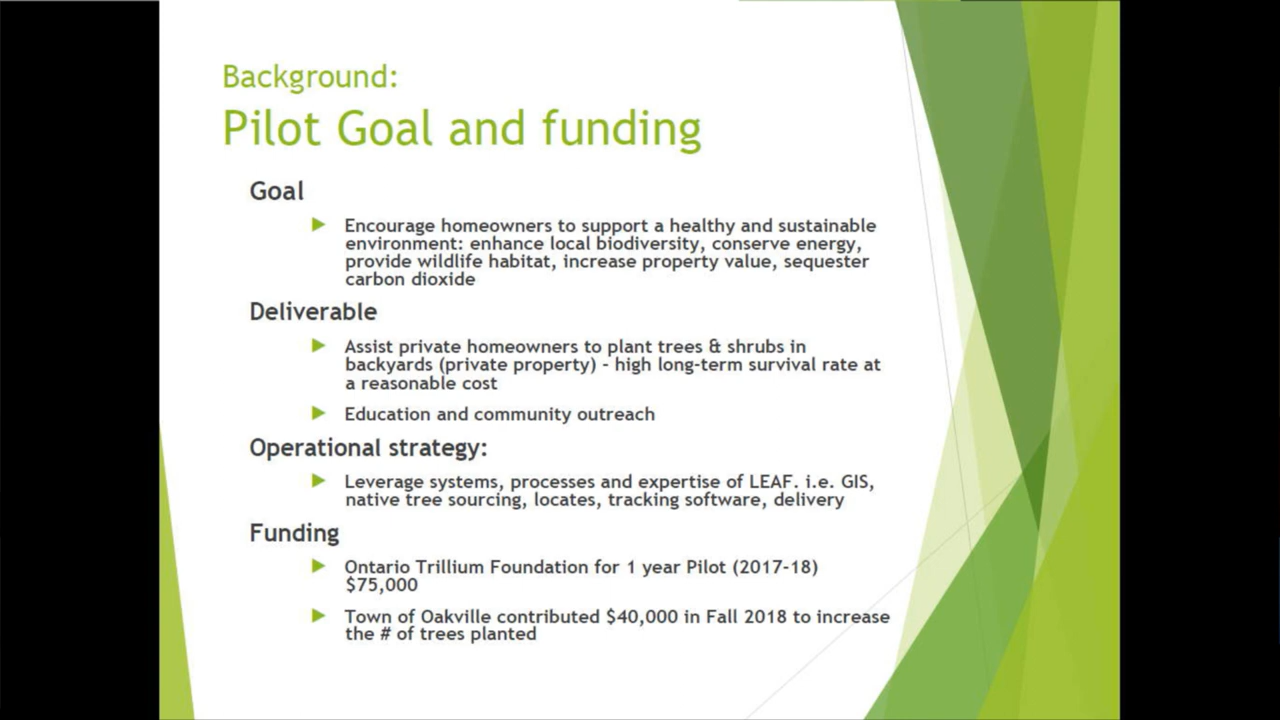 Background:
Pilot Goal and funding
Goal
Encourage homeowners to support a healthy and sustainable
environment: enhance local biodiversity, conserve energy,
provide wildlife habitat, increase property value, sequester
carbon dioxide
Deliverable
Assist private homeowners to plant trees & shrubs in
backyards (private property) - high long-term survival rate at
a reasonable cost
Education and community outreach
Operational strategy:
Leverage systems, processes and expertise of LEAF. i.e. GIS,
native tree sourcing, locates, tracking software, delivery
Funding
Ontario Trillium Foundation for 1 year Pilot (2017-18)
$75,000
Town of Oakville contributed $40,000 in Fall 2018 to increase
the # of trees planted